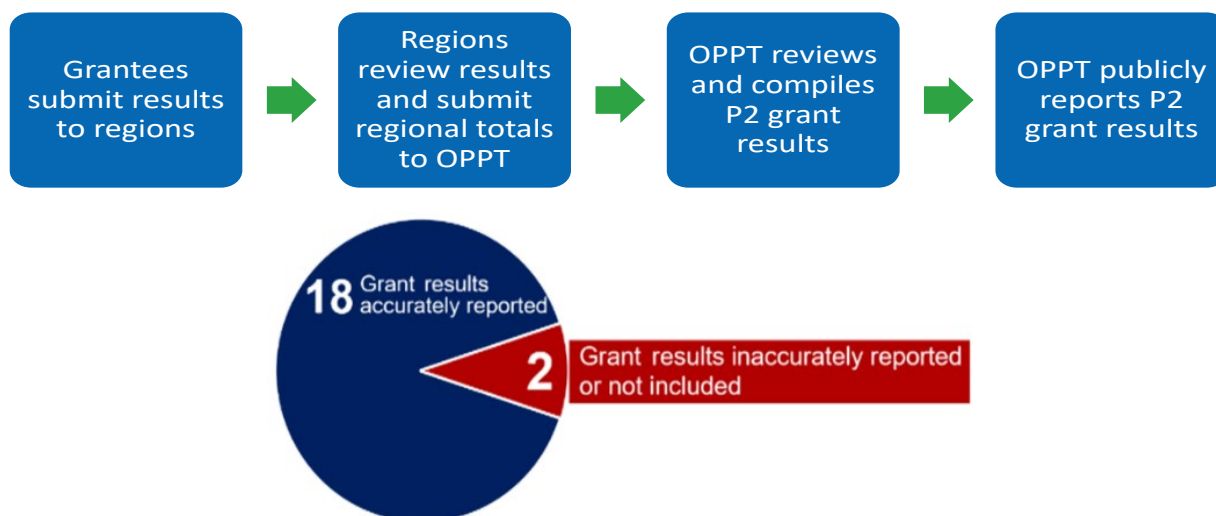 Grantees
submit results
to regions
Regions
review results
and submit
regional totals
to OPPT
OPPT reviews
and compiles
P2 grant
results
OPPT publicly
reports P2
grant results
18 Grant results
accurately reported
2
Grant results inaccurately reported
or not included